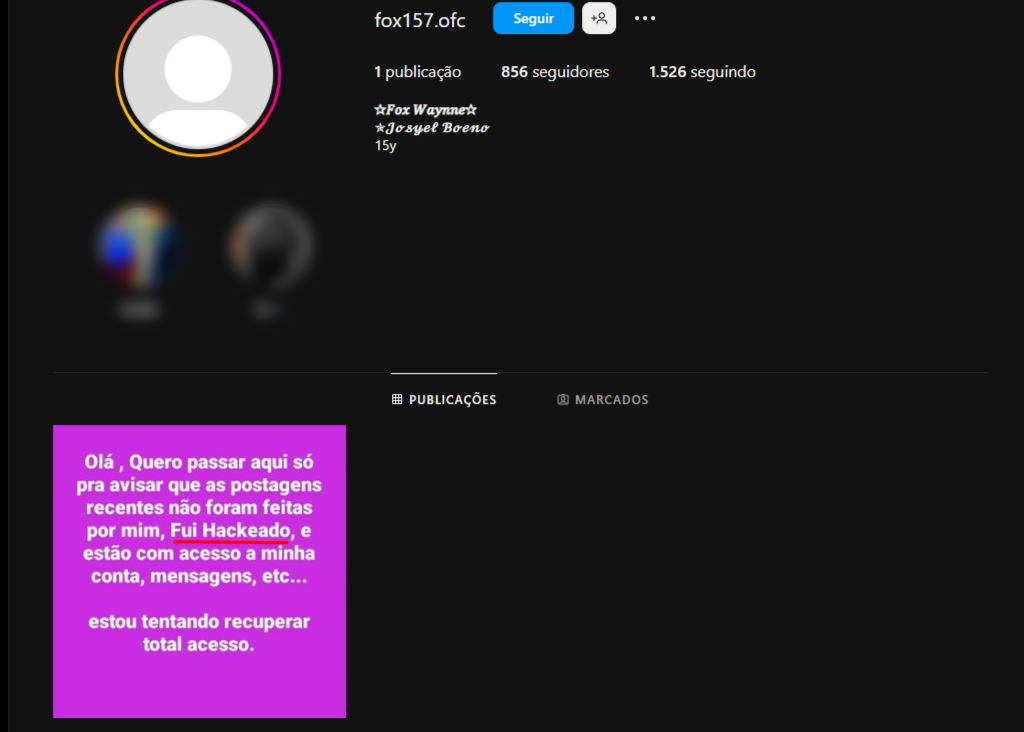 fox157.ofc Seguir
1 publicação 856 seguidores 1.526 seguindo
☆𝑭𝒐𝒙 𝑾𝒂𝒚𝒏𝒏𝒆☆
✯𝓙𝓸𝓼𝔂𝓮𝓵 𝓑𝓸𝓮𝓷𝓸
15y
PUBLICAÇÕES MARCADOS
Olá , Quero passar aqui só
pra avisar que as postagens
recentes não foram feitas
por mim, Fui Hackeado, e
estão com acesso a minha
conta, mensagens, etc...
estou tentando recuperar
total acesso.